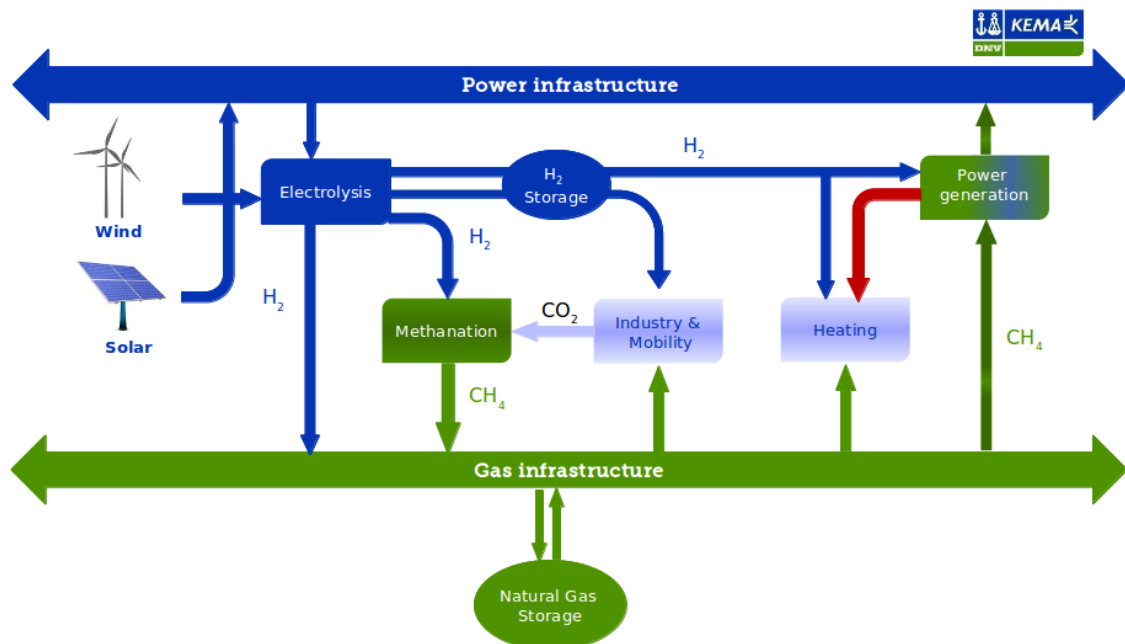 KEMA
DNV
Power infrastructure
H₂
H₂
Storage
Power
generation
Electrolysis
Wind
H₂
H₂
CO₂
Methanation
Industry &
Mobility
Heating
CH₄
Solar
CH₄
Gas infrastructure
Natural Gas
Storage